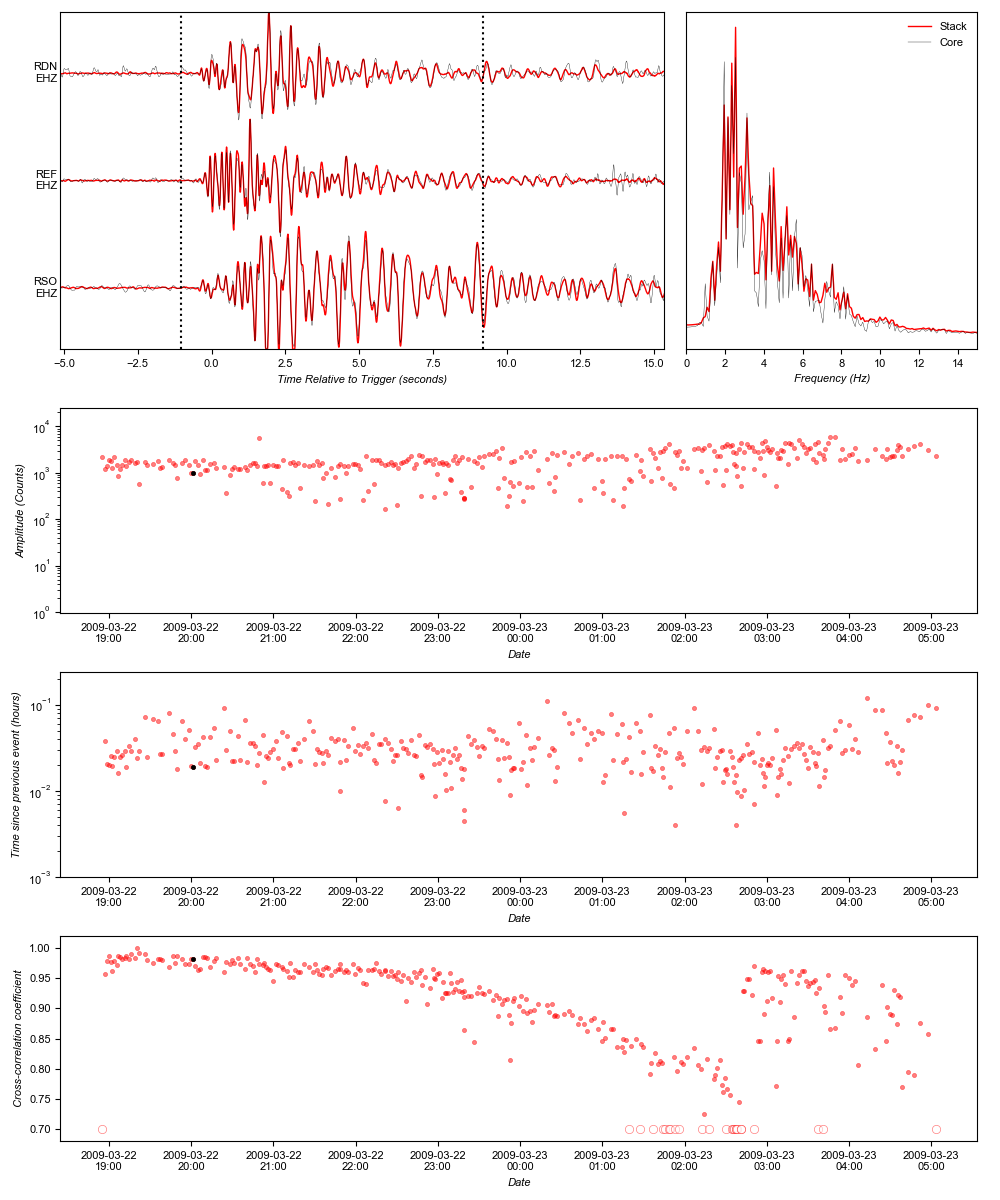 RDN
EHZ
REF
EHZ
RSO
EHZ
−5.0 −2.5 0.0 2.5 5.0 7.5 10.0 12.5 15.0
Time Relative to Trigger (seconds)
Stack
Core
0 2 4 6 8 10 12 14
Frequency (Hz)
Amplitude (Counts)
10⁴
10³
10²
10¹
10⁰
2009-03-22 2009-03-22 2009-03-22 2009-03-22 2009-03-22 2009-03-23 2009-03-23 2009-03-23 2009-03-23 2009-03-23 2009-03-23
19:00 20:00 21:00 22:00 23:00 00:00 01:00 02:00 03:00 04:00 05:00
Date
Time since previous event (hours)
10⁻¹
10⁻²
10⁻³
2009-03-22 2009-03-22 2009-03-22 2009-03-22 2009-03-22 2009-03-23 2009-03-23 2009-03-23 2009-03-23 2009-03-23 2009-03-23
19:00 20:00 21:00 22:00 23:00 00:00 01:00 02:00 03:00 04:00 05:00
Date
Cross-correlation coefficient
1.00
0.95
0.90
0.85
0.80
0.75
0.70
2009-03-22 2009-03-22 2009-03-22 2009-03-22 2009-03-22 2009-03-23 2009-03-23 2009-03-23 2009-03-23 2009-03-23 2009-03-23
19:00 20:00 21:00 22:00 23:00 00:00 01:00 02:00 03:00 04:00 05:00
Date